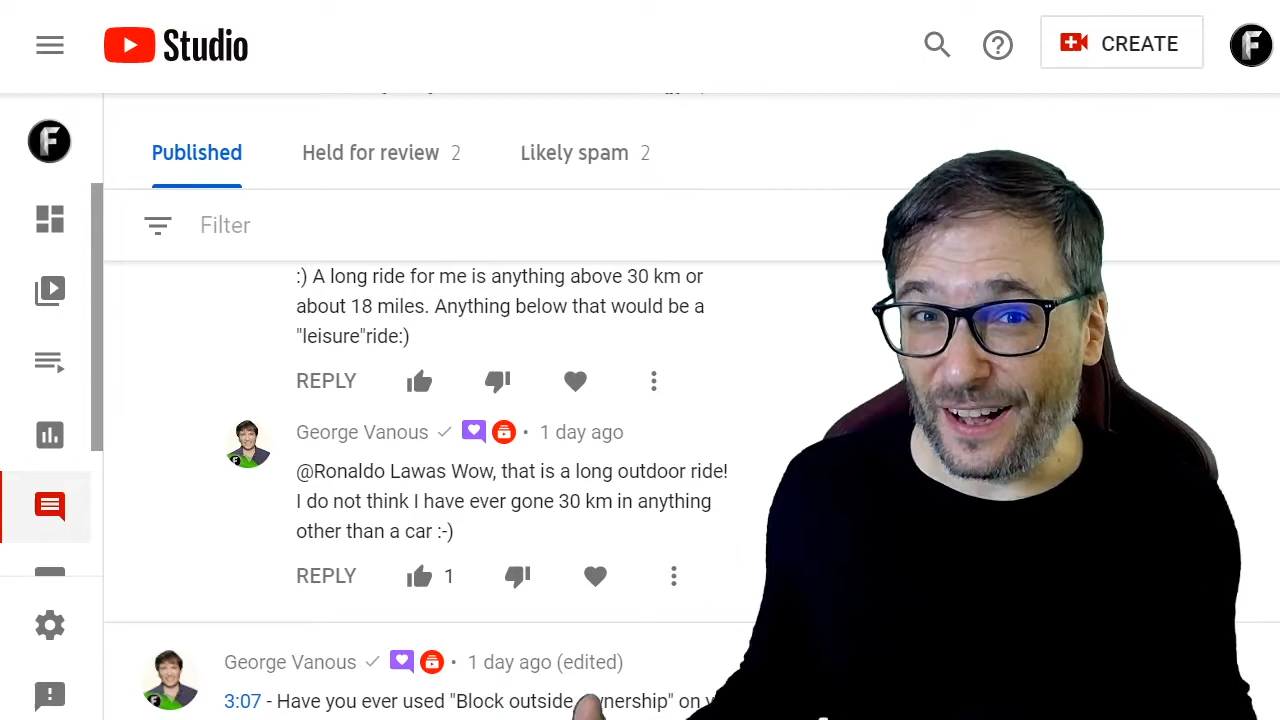 Studio
CREATE
Published
Held for review 2
Likely spam 2
Filter
:) A long ride for me is anything above 30 km or
about 18 miles. Anything below that would be a
"leisure"ride:)
REPLY
George Vanous • 1 day ago
@Ronaldo Lawas Wow, that is a long outdoor ride!
I do not think I have ever gone 30 km in anything
other than a car :-)
REPLY 1
George Vanous • 1 day ago (edited)
3:07 - Have you ever used "Block outside on